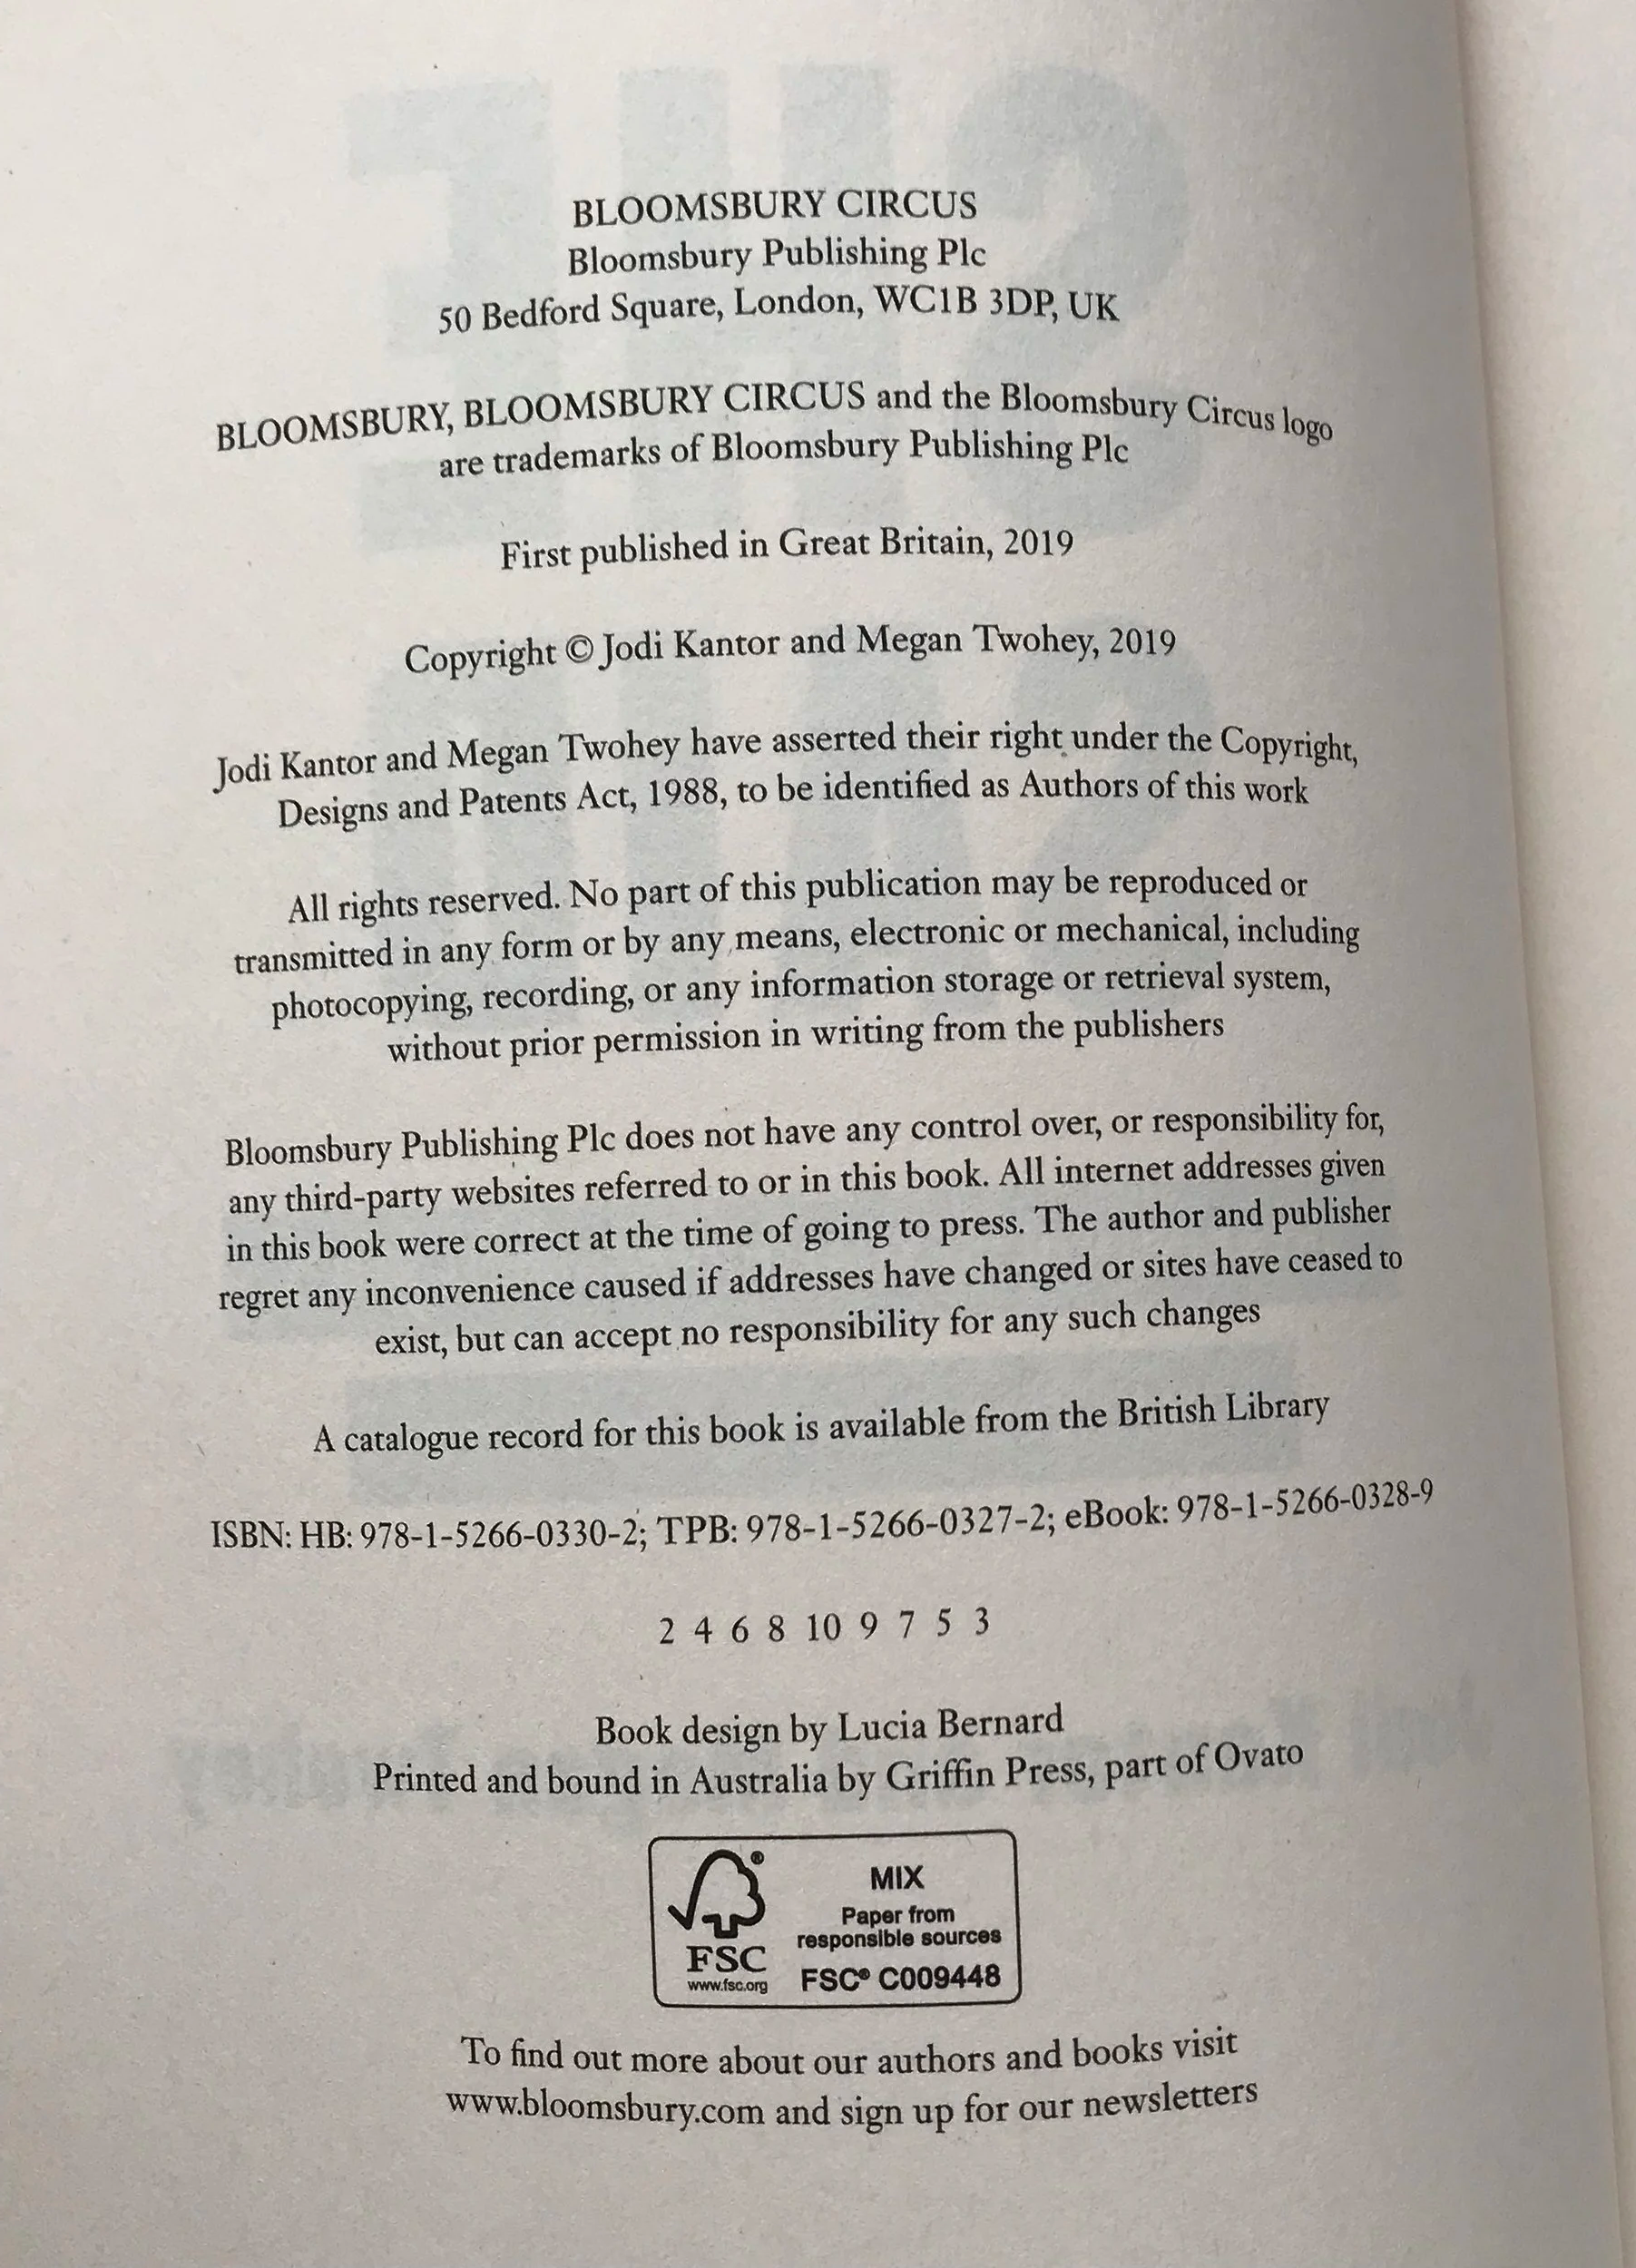 BLOOMSBURY CIRCUS
Bloomsbury Publishing Plc
50 Bedford Square, London, WC1B 3DP, UK
BLOOMSBURY, BLOOMSBURY CIRCUS and the Bloomsbury Circus logo
are trademarks of Bloomsbury Publishing Plc
First published in Great Britain, 2019
Copyright © Jodi Kantor and Megan Twohey, 2019
Jodi Kantor and Megan Twohey have asserted their right under the Copyright,
Designs and Patents Act, 1988, to be identified as Authors of this work
All rights reserved. No part of this publication may be reproduced or
transmitted in any form or by any means, electronic or mechanical, including
photocopying, recording, or any information storage or retrieval system,
without prior permission in writing from the publishers
Bloomsbury Publishing Plc does not have any control over, or responsibility for,
any third-party websites referred to or in this book. All internet addresses given
in this book were correct at the time of going to press. The author and publisher
regret any inconvenience caused if addresses have changed or sites have ceased to
exist, but can accept no responsibility for any such changes
A catalogue record for this book is available from the British Library
ISBN: HB: 978-1-5266-0330-2; TPB: 978-1-5266-0327-2; eBook: 978-1-5266-0328-9
2 4 6 8 10 9 7 5 3
Book design by Lucia Bernard
Printed and bound in Australia by Griffin Press, part of Ovato
MIX
Paper from
responsible sources
FSC® C009448
FSC
www.fsc.org
To find out more about our authors and books visit
www.bloomsbury.com and sign up for our newsletters